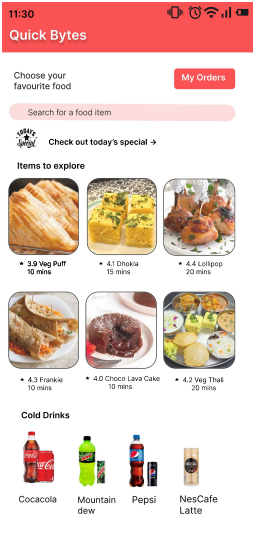 11:30
Quick Bytes
Choose your
favourite food
My Orders
Search for a food item
TODAY'S
Special
Check out today's special →
Items to explore
★ 3.9 Veg Puff
10 mins
★ 4.1 Dhokla
15 mins
★ 4.4 Lollipop
20 mins
★ 4.3 Frankie
10 mins
★ 4.0 Choco Lava Cake
10 mins
★ 4.2 Veg Thali
20 mins
Cold Drinks
Cocacola
Mountain
dew
Pepsi
NesCafe
Latte